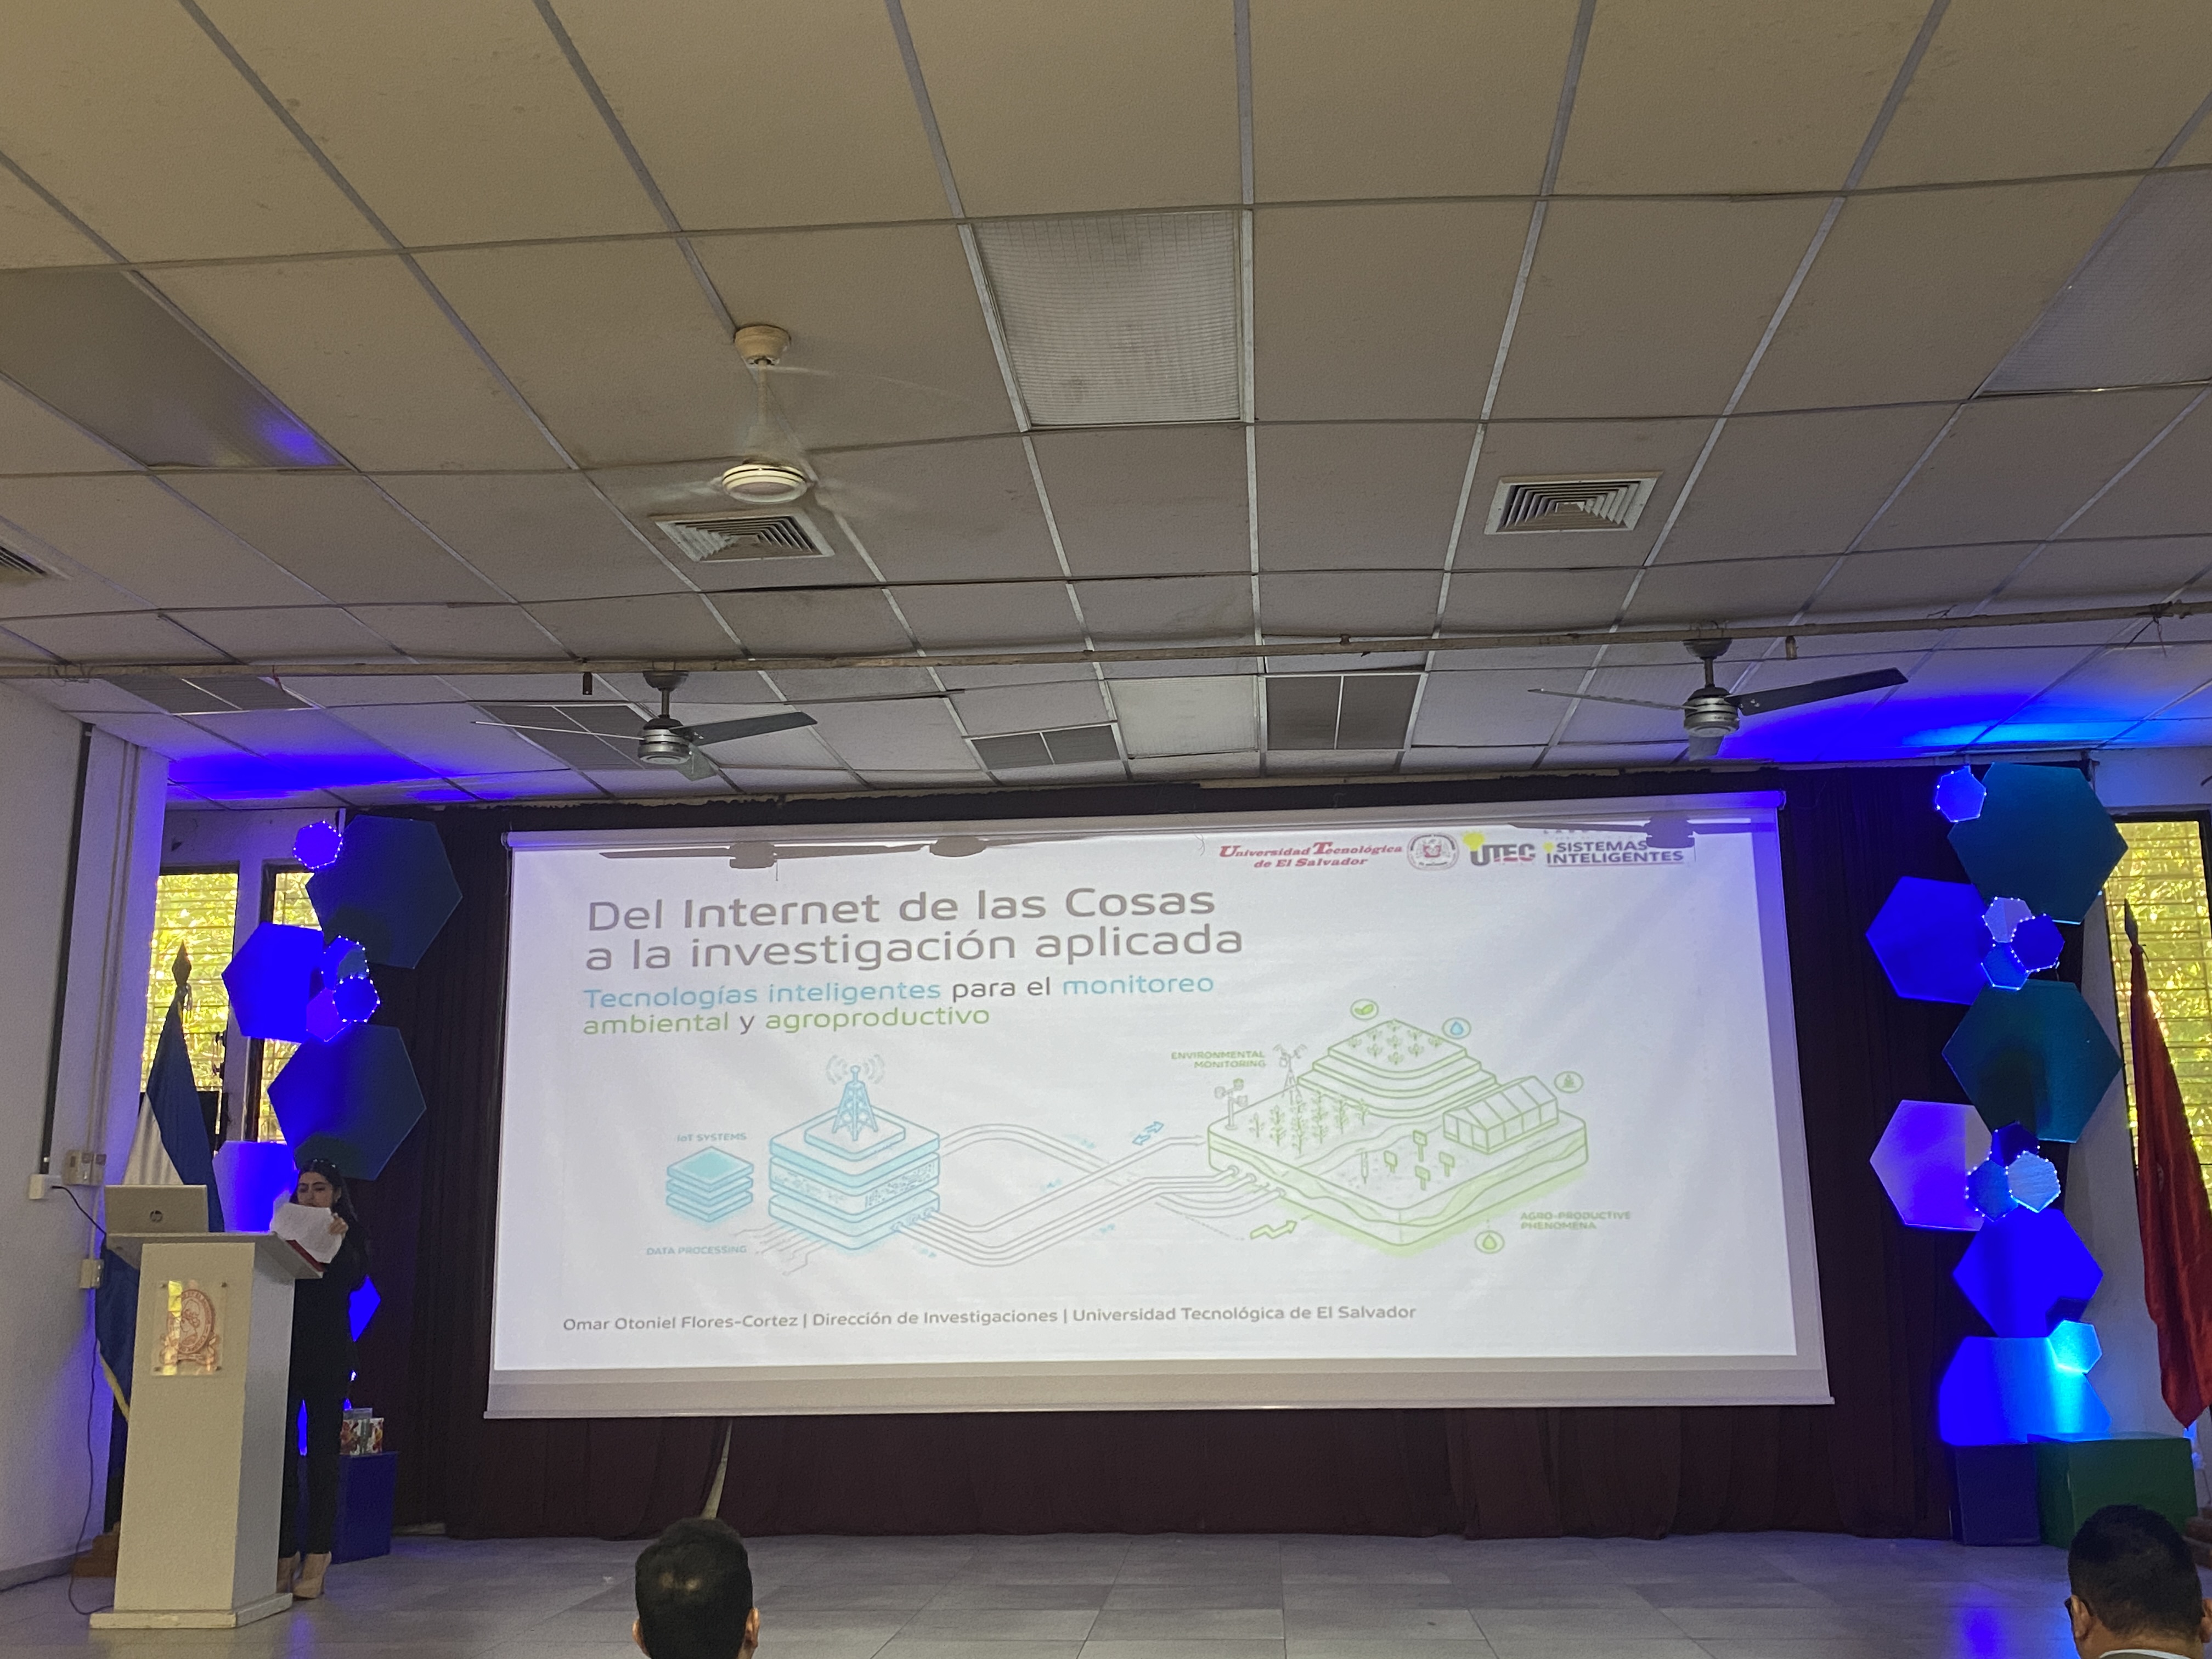 Universidad Tecnológica
de El Salvador
UTEC
SISTEMAS
INTELIGENTES
Del Internet de las Cosas
a la investigación aplicada
Tecnologías inteligentes para el monitoreo
ambiental y agroproductivo
ENVIRONMENTAL
MONITORING
IoT SYSTEMS
DATA PROCESSING
AGRO-PRODUCTIVE
PHENOMENA
Omar Otoniel Flores-Cortez | Dirección de Investigaciones | Universidad Tecnológica de El Salvador
hp